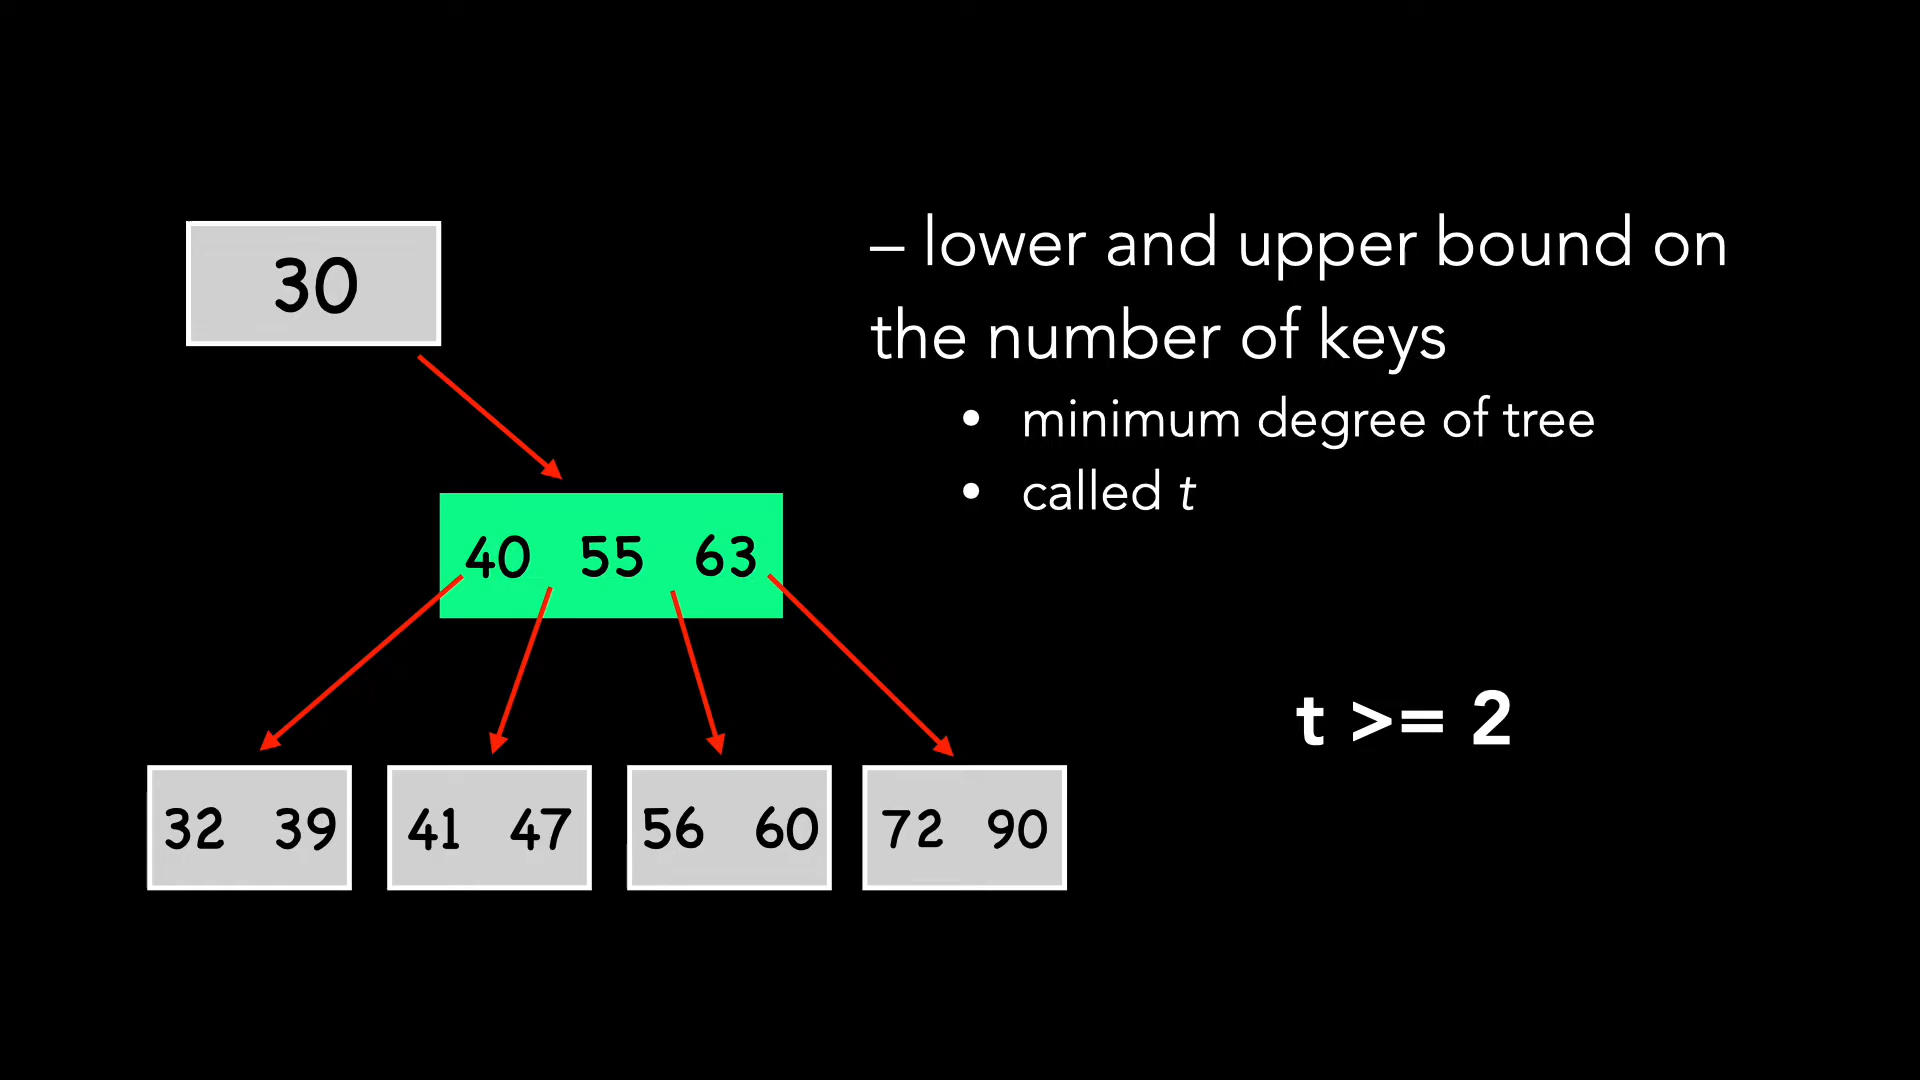 30
40 55 63
32 39 41 47 56 60 72 90
– lower and upper bound on
the number of keys
• minimum degree of tree
• called t
t >= 2